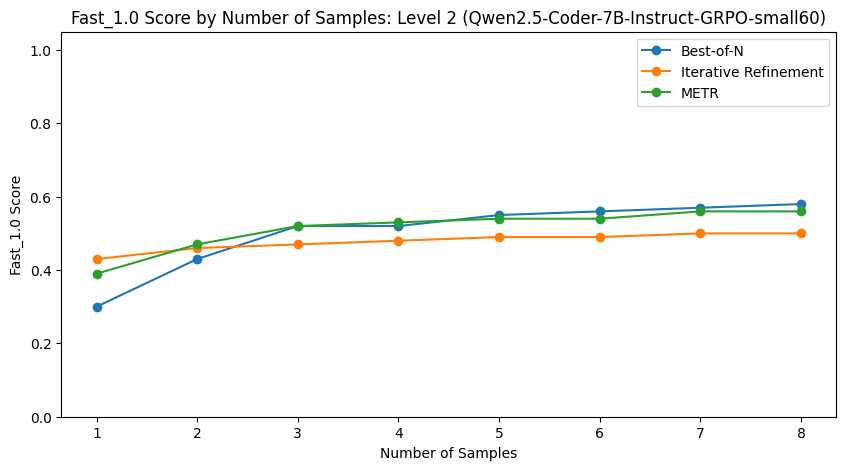 Fast_1.0 Score by Number of Samples: Level 2 (Qwen2.5-Coder-7B-Instruct-GRPO-small60)
Best-of-N
Iterative Refinement
METR
Fast_1.0 Score
1.0
0.8
0.6
0.4
0.2
0.0
1 2 3 4 5 6 7 8
Number of Samples